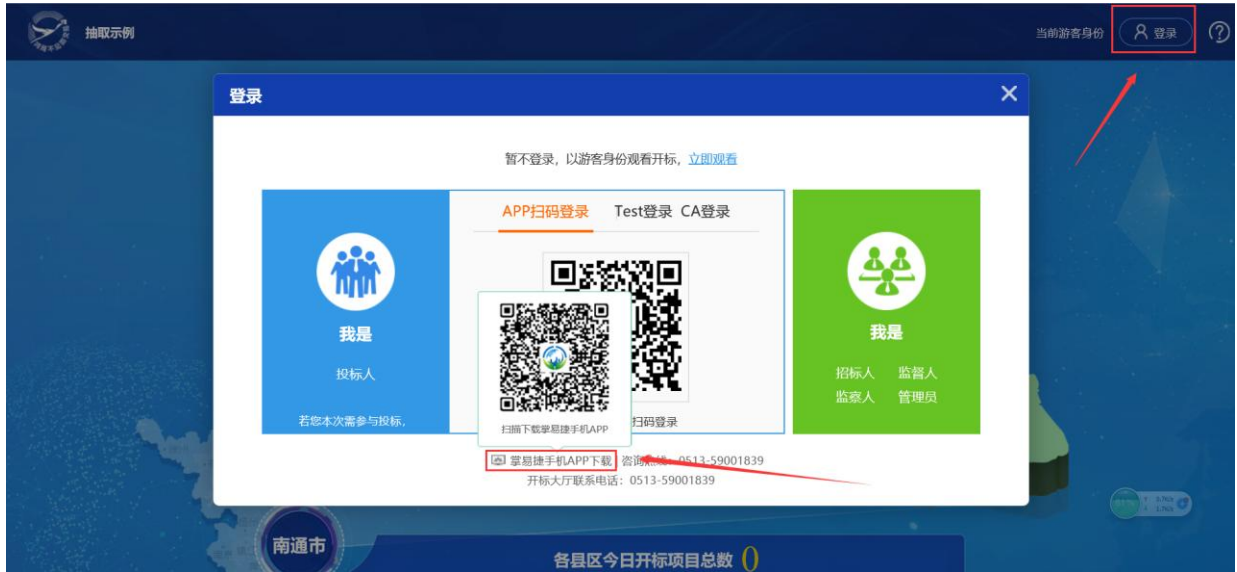 抽取示例
当前游客身份
登录
登录
暂不登录，以游客身份观看开标，立即观看
APP扫码登录 Test登录 CA登录
我是
投标人
若您本次需参与投标，
扫描下载掌易捷手机APP
扫码登录
我是
招标人 监督人
监察人 管理员
掌易捷手机APP下载 咨询热线：0513-59001839
开标大厅联系电话：0513-59001839
南通市
各县区今日开标项目总数 0